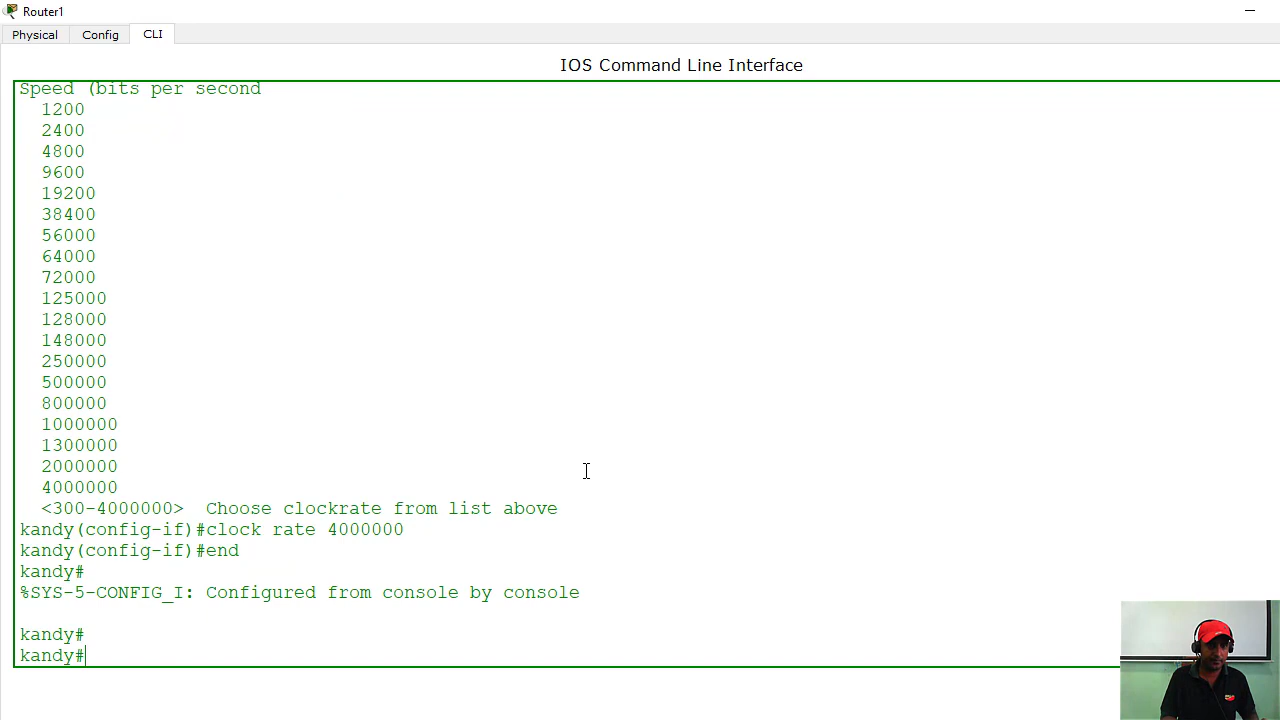 Router1
Physical Config CLI
IOS Command Line Interface
Speed (bits per second
1200
2400
4800
9600
19200
38400
56000
64000
72000
125000
128000
148000
250000
500000
800000
1000000
1300000
2000000
4000000
<300-4000000> Choose clockrate from list above
kandy(config-if)#clock rate 4000000
kandy(config-if)#end
kandy#
%SYS-5-CONFIG_I: Configured from console by console
kandy#
kandy#